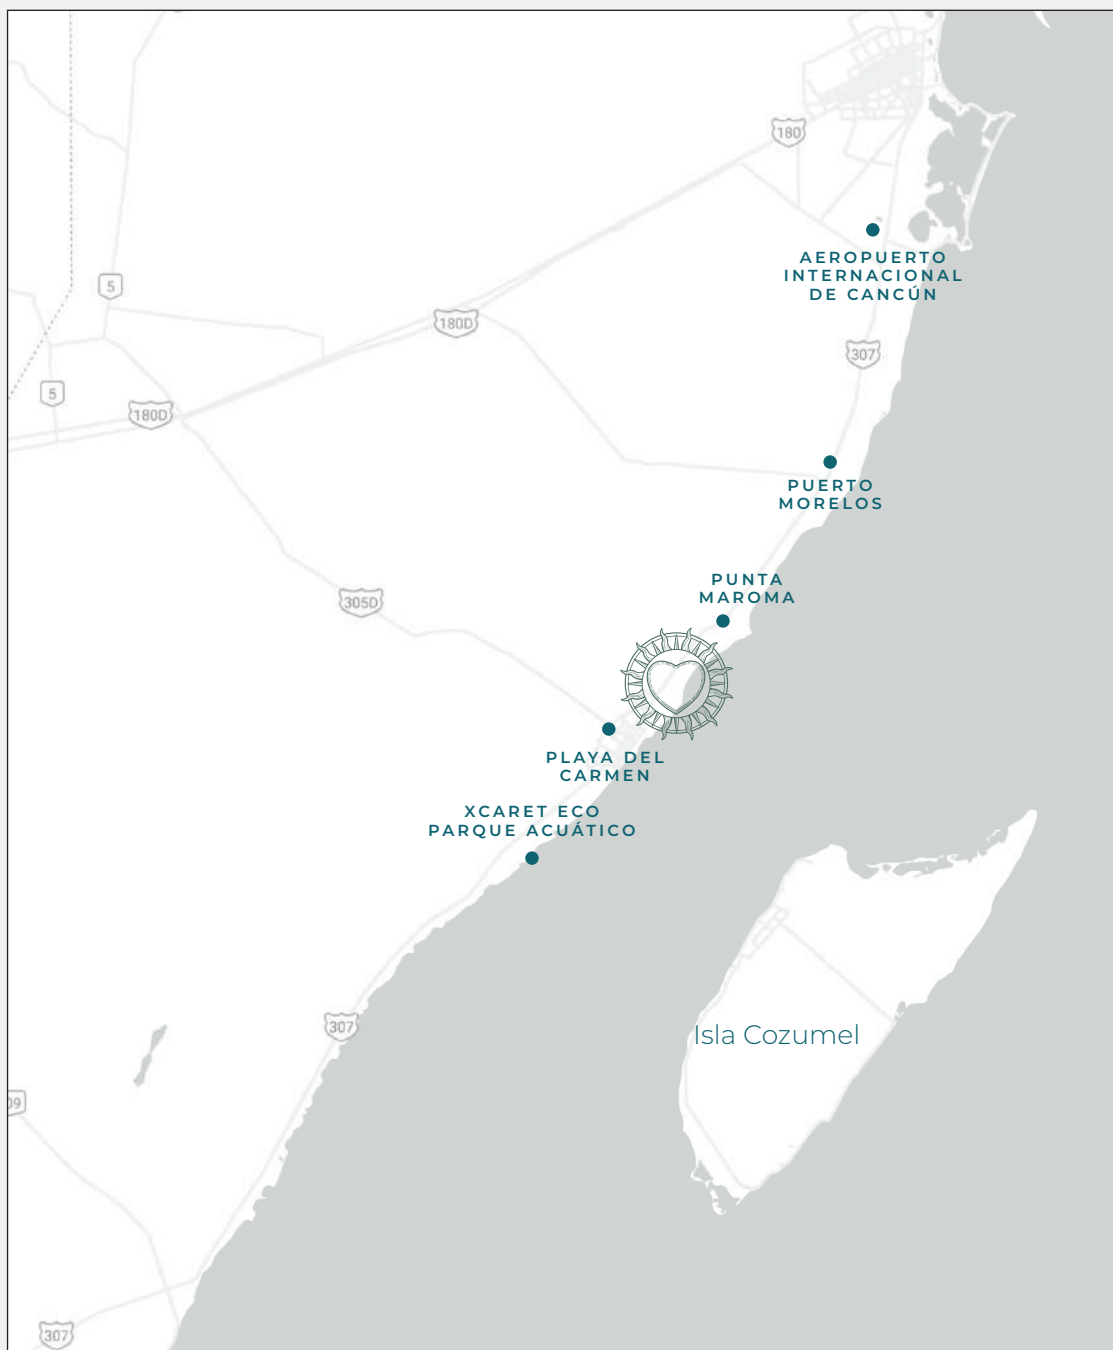 180
AEROPUERTO
INTERNACIONAL
DE CANCÚN
5
180D
307
5
180D
PUERTO
MORELOS
PUNTA
MAROMA
305D
PLAYA DEL
CARMEN
XCARET ECO
PARQUE ACUÁTICO
307
Isla Cozumel
09
307